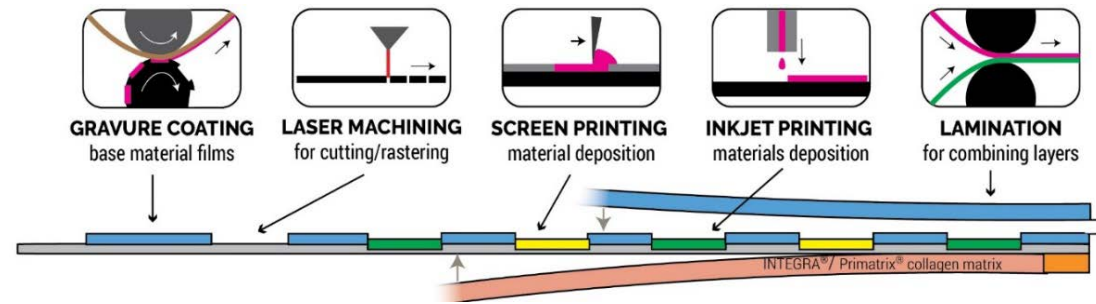 GRAVURE COATING
base material films
LASER MACHINING
for cutting/rastering
SCREEN PRINTING
material deposition
INKJET PRINTING
materials deposition
LAMINATION
for combining layers
INTEGRA®/ Primatrix® collagen matrix